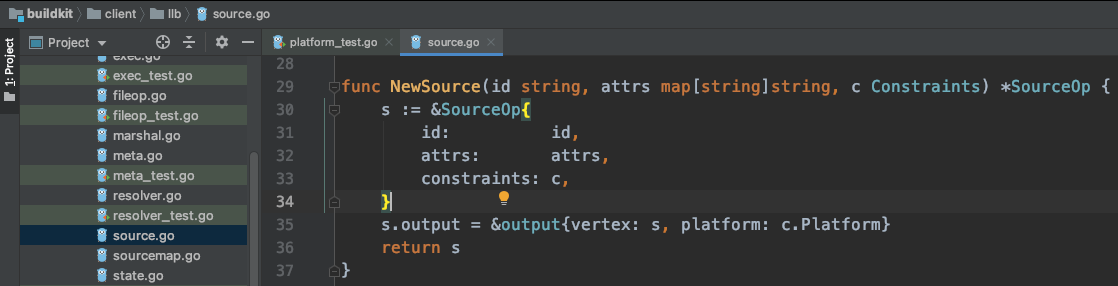 buildkit client llb source.go
1: Project
Project
platform_test.go source.go
exec.go
exec_test.go
fileop.go
fileop_test.go
marshal.go
meta.go
meta_test.go
resolver.go
resolver_test.go
source.go
sourcemap.go
state.go
28
29 func NewSource(id string, attrs map[string]string, c Constraints) *SourceOp {
30 s := &SourceOp{
31 id: id,
32 attrs: attrs,
33 constraints: c,
34 }
35 s.output = &output{vertex: s, platform: c.Platform}
36 return s
37 }